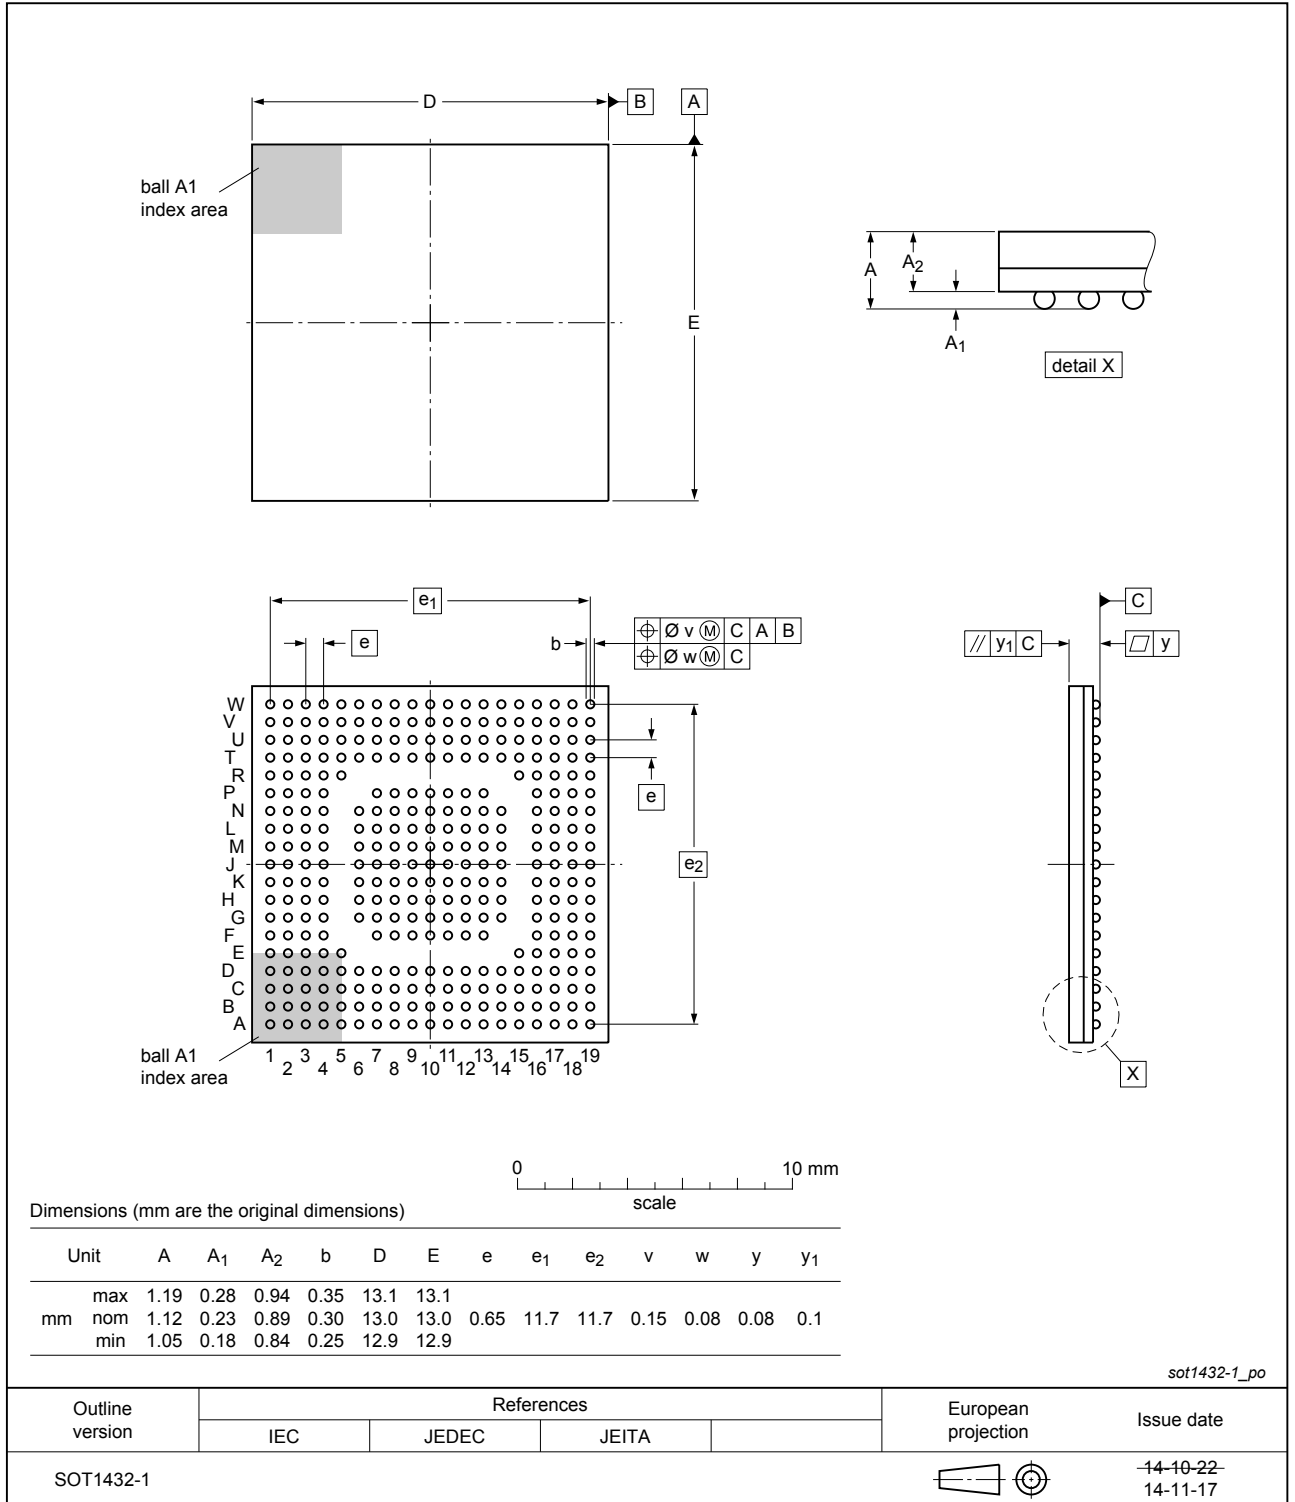 D
B
A
ball A1
index area
E
A
A2
A1
detail X
e1
e
b
Ø v Ⓜ C A B
Ø w Ⓜ C
C
// y1 C
y
W
V
U
T
R
P
N
L
M
J
K
H
G
F
E
D
C
B
A
e
e2
ball A1
index area
1 3 5 7 9 11 13 15 17 19
2 4 6 8 10 12 14 16 18
X
0 10 mm
scale
Dimensions (mm are the original dimensions)
Unit A A1 A2 b D E e e1 e2 v w y y1
max 1.19 0.28 0.94 0.35 13.1 13.1
mm nom 1.12 0.23 0.89 0.30 13.0 13.0 0.65 11.7 11.7 0.15 0.08 0.08 0.1
min 1.05 0.18 0.84 0.25 12.9 12.9
sot1432-1_po
Outline
version
References
IEC JEDEC JEITA
European
projection
Issue date
SOT1432-1
14-10-22
14-11-17